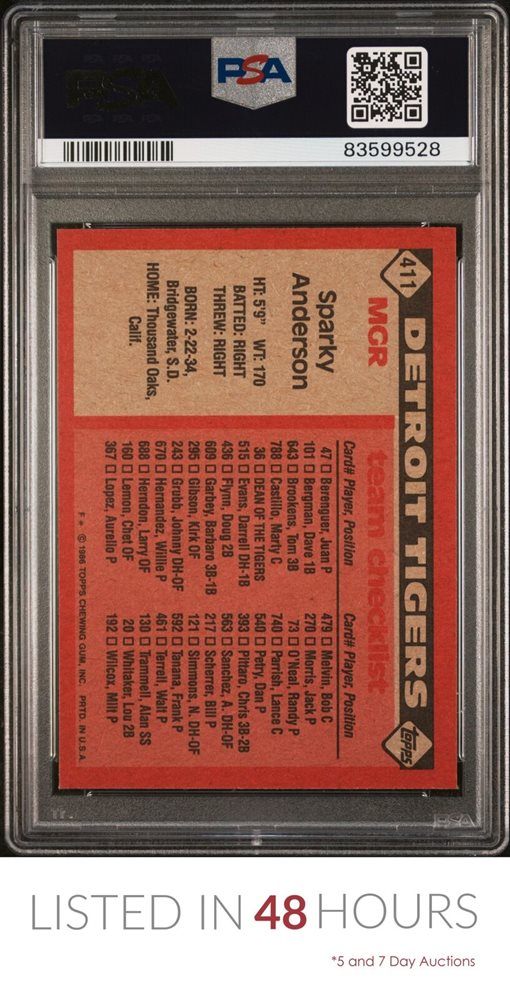 PSA
PSA
83599528
411 DETROIT TIGERS topps
MGR team checklist
Sparky
Anderson
HT: 5'9" WT: 170
BATTED: RIGHT
THREW: RIGHT
BORN: 2-22-34,
Bridgewater, S.D.
HOME: Thousand Oaks,
Calif.
Card# Player, Position
47 □ Berenguer, Juan P
101 □ Bergman, Dave 1B
643 □ Brookens, Tom 3B
788 □ Castillo, Marty C
36 □ DEAN OF THE TIGERS
515 □ Evans, Darrell DH-1B
436 □ Flynn, Doug 2B
609 □ Garbey, Barbaro 3B-1B
295 □ Gibson, Kirk OF
243 □ Grubb, Johnny DH-OF
670 □ Hernandez, Willie P
688 □ Herndon, Larry OF
160 □ Lemon, Chet OF
367 □ Lopez, Aurelio P
Card# Player, Position
479 □ Melvin, Bob C
270 □ Morris, Jack P
73 □ O'Neal, Randy P
740 □ Parrish, Lance C
540 □ Petry, Dan P
393 □ Pittaro, Chris 3B-2B
563 □ Sanchez, A. DH-OF
217 □ Scherrer, Bill P
121 □ Simmons, N. DH-OF
592 □ Tanana, Frank P
461 □ Terrell, Walt P
130 □ Trammell, Alan SS
20 □ Whitaker, Lou 2B
192 □ Wilcox, Milt P
F* © 1986 TOPPS CHEWING GUM, INC. PRTD. IN U.S.A.
PSA
LISTED IN 48 HOURS
*5 and 7 Day Auctions